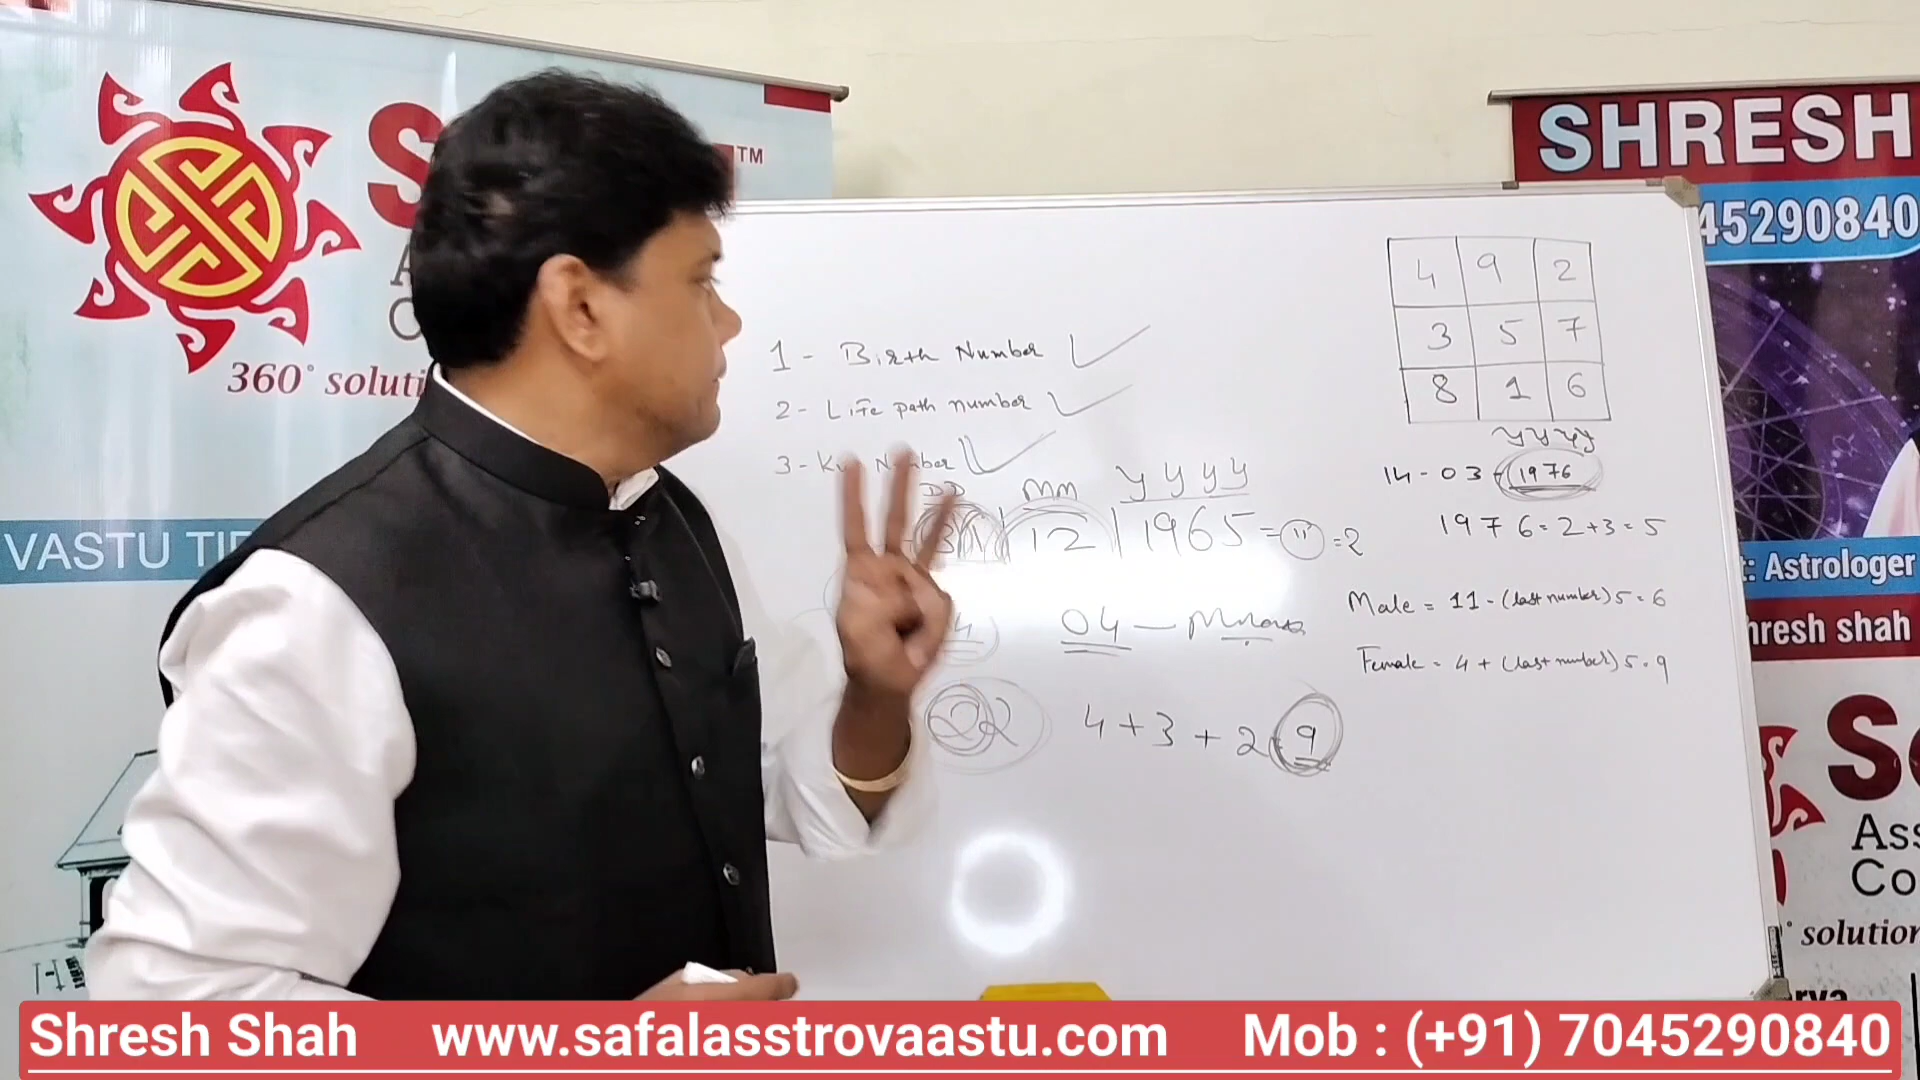 TM
360° soluti
VASTU TI
SHRESH
45290840
: Astrologer
hresh shah
Ass
Co
° solution
1 - Birth Number
2 - Life path number
3 - Number
DD MM YYYY
12 1965 = 11 = 2
04
22 4 + 3 + 2 9
4 9 2
3 5 7
8 1 6
YYYY
14 - 03 - 1976
1976 = 2+3 = 5
Male = 11 - (last number) 5 = 6
Female = 4 + (last number) 5 = 9
Shresh Shah www.safalasstrovaastu.com Mob : (+91) 7045290840